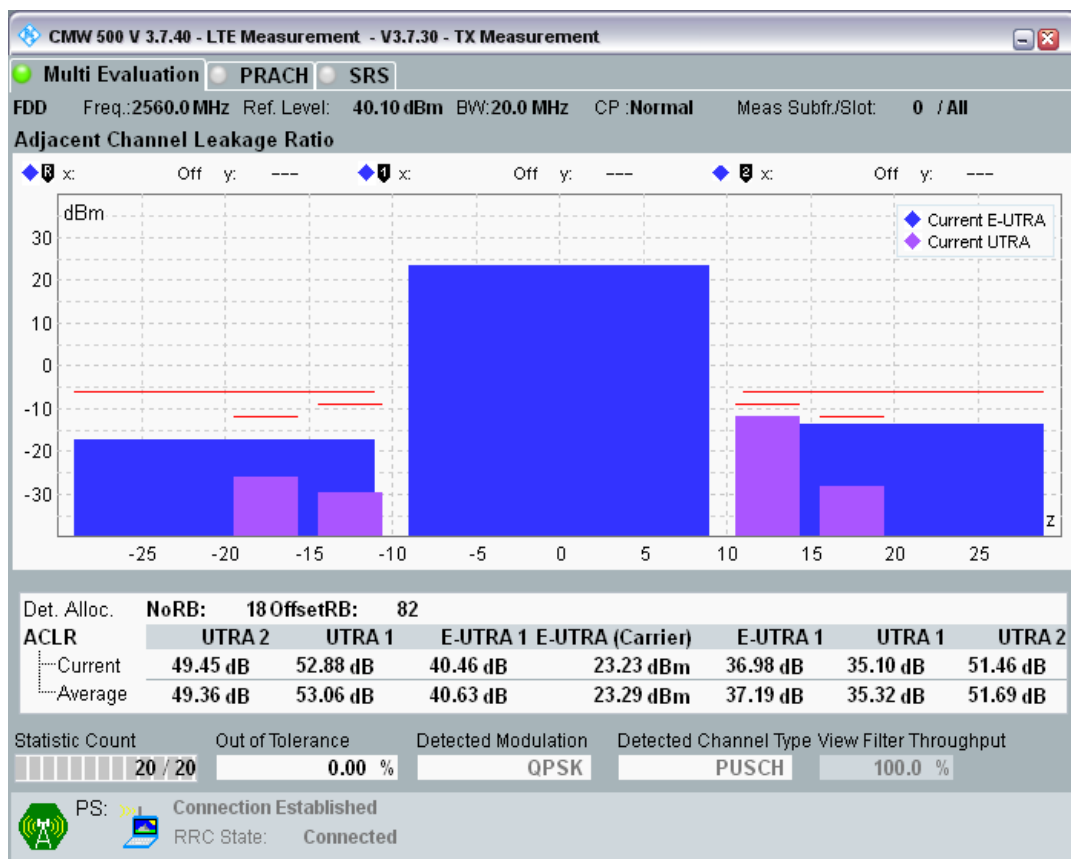 CMW 500 V 3.7.40 - LTE Measurement - V3.7.30 - TX Measurement
Multi Evaluation PRACH SRS
FDD Freq.:2560.0 MHz Ref. Level: 40.10 dBm BW:20.0 MHz CP :Normal Meas Subfr./Slot: 0 / All
Adjacent Channel Leakage Ratio
R x: Off y: --- 1 x: Off y: --- 2 x: Off y: ---
dBm
Current E-UTRA
Current UTRA
30
20
10
0
-10
-20
-30
z
-25 -20 -15 -10 -5 0 5 10 15 20 25
Det. Alloc. NoRB: 18 OffsetRB: 82
ACLR UTRA 2 UTRA 1 E-UTRA 1 E-UTRA (Carrier) E-UTRA 1 UTRA 1 UTRA 2
Current 49.45 dB 52.88 dB 40.46 dB 23.23 dBm 36.98 dB 35.10 dB 51.46 dB
Average 49.36 dB 53.06 dB 40.63 dB 23.29 dBm 37.19 dB 35.32 dB 51.69 dB
Statistic Count Out of Tolerance Detected Modulation Detected Channel Type View Filter Throughput
20 / 20 0.00 % QPSK PUSCH 100.0 %
PS: Connection Established
RRC State: Connected